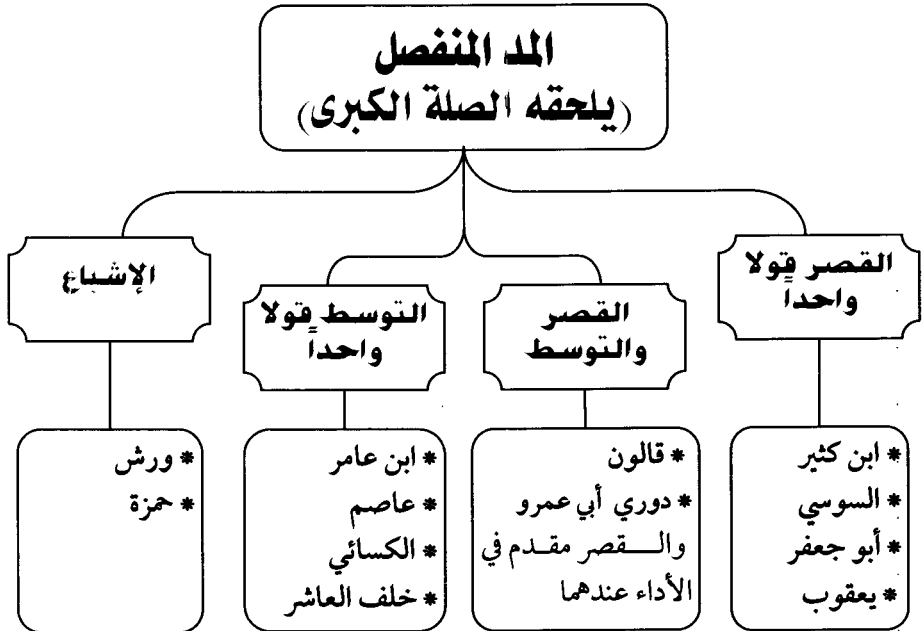 المد المنفصل
(يلحقه الصلة الكبرى)
القصر قولا
واحداً
* ابن كثير
* السوسي
* أبو جعفر
* يعقوب
القصر
والتوسط
* قالون
* دوري أبي عمرو
والـــقصر مقدم في
الأداء عندهما
التوسط قولا
واحداً
* ابن عامر
* عاصم
* الكسائي
* خلف العاشر
الإشباع
* ورش
* حمزة